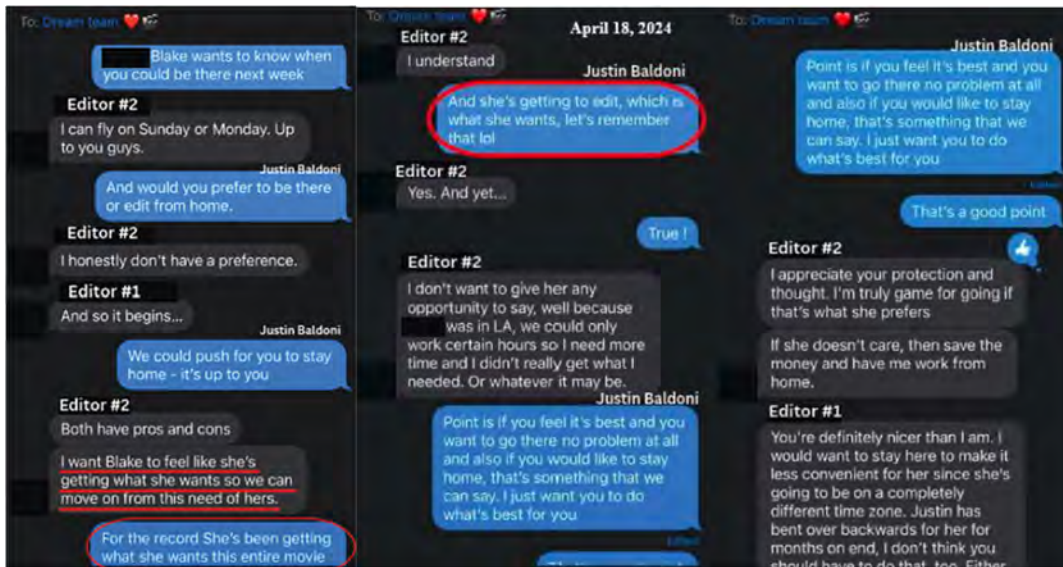 To: Dream team ❤️🎬
Blake wants to know when
you could be there next week
Editor #2
I can fly on Sunday or Monday. Up
to you guys.
Justin Baldoni
And would you prefer to be there
or edit from home.
Editor #2
I honestly don't have a preference.
Editor #1
And so it begins...
Justin Baldoni
We could push for you to stay
home - it's up to you
Editor #2
Both have pros and cons
I want Blake to feel like she's
getting what she wants so we can
move on from this need of hers.
For the record She's been getting
what she wants this entire movie
To: Dream team ❤️🎬
April 18, 2024
Editor #2
I understand
Justin Baldoni
And she's getting to edit, which is
what she wants, let's remember
that lol
Editor #2
Yes. And yet...
True !
Editor #2
I don't want to give her any
opportunity to say, well because
was in LA, we could only
work certain hours so I need more
time and I didn't really get what I
needed. Or whatever it may be.
Justin Baldoni
Point is if you feel it's best and you
want to go there no problem at all
and also if you would like to stay
home, that's something that we
can say. I just want you to do
what's best for you
Edited
To: Dream team ❤️🎬
Justin Baldoni
Point is if you feel it's best and you
want to go there no problem at all
and also if you would like to stay
home, that's something that we
can say. I just want you to do
what's best for you
Edited
That's a good point
Editor #2
I appreciate your protection and
thought. I'm truly game for going if
that's what she prefers
If she doesn't care, then save the
money and have me work from
home.
Editor #1
You're definitely nicer than I am. I
would want to stay here to make it
less convenient for her since she's
going to be on a completely
different time zone. Justin has
bent over backwards for her for
months on end, I don't think you
should have to do that, too. Either